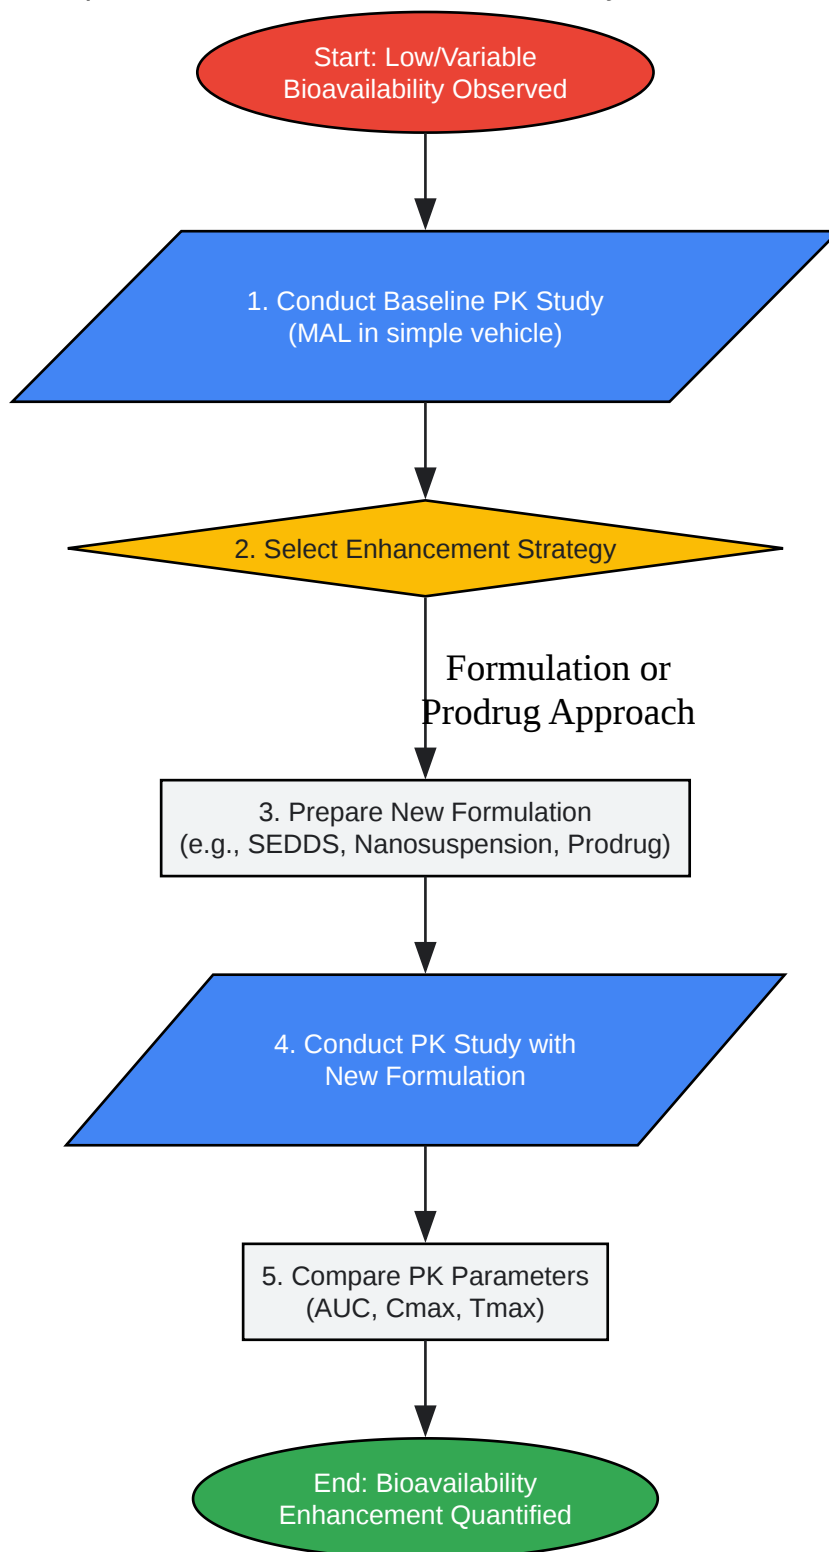 Start: Low/Variable
Bioavailability Observed
1. Conduct Baseline PK Study
(MAL in simple vehicle)
2. Select Enhancement Strategy
Formulation or
Prodrug Approach
3. Prepare New Formulation
(e.g., SEDDS, Nanosuspension, Prodrug)
4. Conduct PK Study with
New Formulation
5. Compare PK Parameters
(AUC, Cmax, Tmax)
End: Bioavailability
Enhancement Quantified